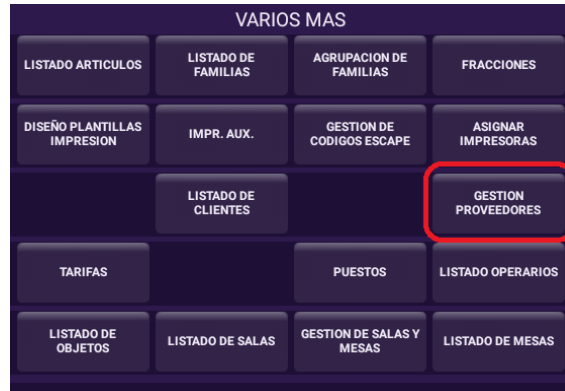 VARIOS MAS
LISTADO ARTICULOS
LISTADO DE
FAMILIAS
AGRUPACION DE
FAMILIAS
FRACCIONES
DISEÑO PLANTILLAS
IMPRESION
IMPR. AUX.
GESTION DE
CODIGOS ESCAPE
ASIGNAR
IMPRESORAS
LISTADO DE
CLIENTES
GESTION
PROVEEDORES
TARIFAS
PUESTOS
LISTADO OPERARIOS
LISTADO DE
OBJETOS
LISTADO DE SALAS
GESTION DE SALAS Y
MESAS
LISTADO DE MESAS